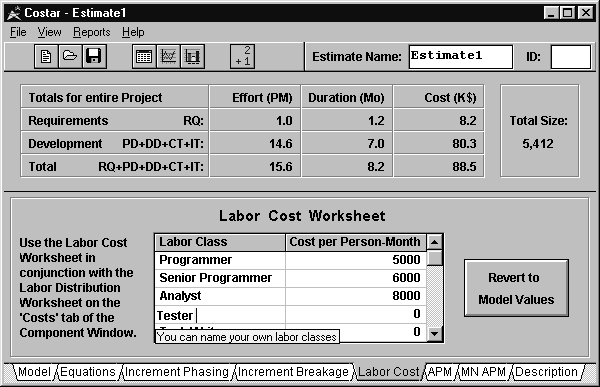 Costar - Estimate1
File View Reports Help
2
+1
Estimate Name: Estimate1 ID:
Totals for entire Project Effort (PM) Duration (Mo) Cost (K$)
Requirements RQ: 1.0 1.2 8.2
Development PD+DD+CT+IT: 14.6 7.0 80.3
Total RQ+PD+DD+CT+IT: 15.6 8.2 88.5
Total Size:
5,412
Labor Cost Worksheet
Use the Labor Cost
Worksheet in
conjunction with the
Labor Distribution
Worksheet on the
'Costs' tab of the
Component Window.
Labor Class Cost per Person-Month
Programmer 5000
Senior Programmer 6000
Analyst 8000
Tester 0
0
You can name your own labor classes
Revert to
Model Values
Model Equations Increment Phasing Increment Breakage Labor Cost APM MN APM Description